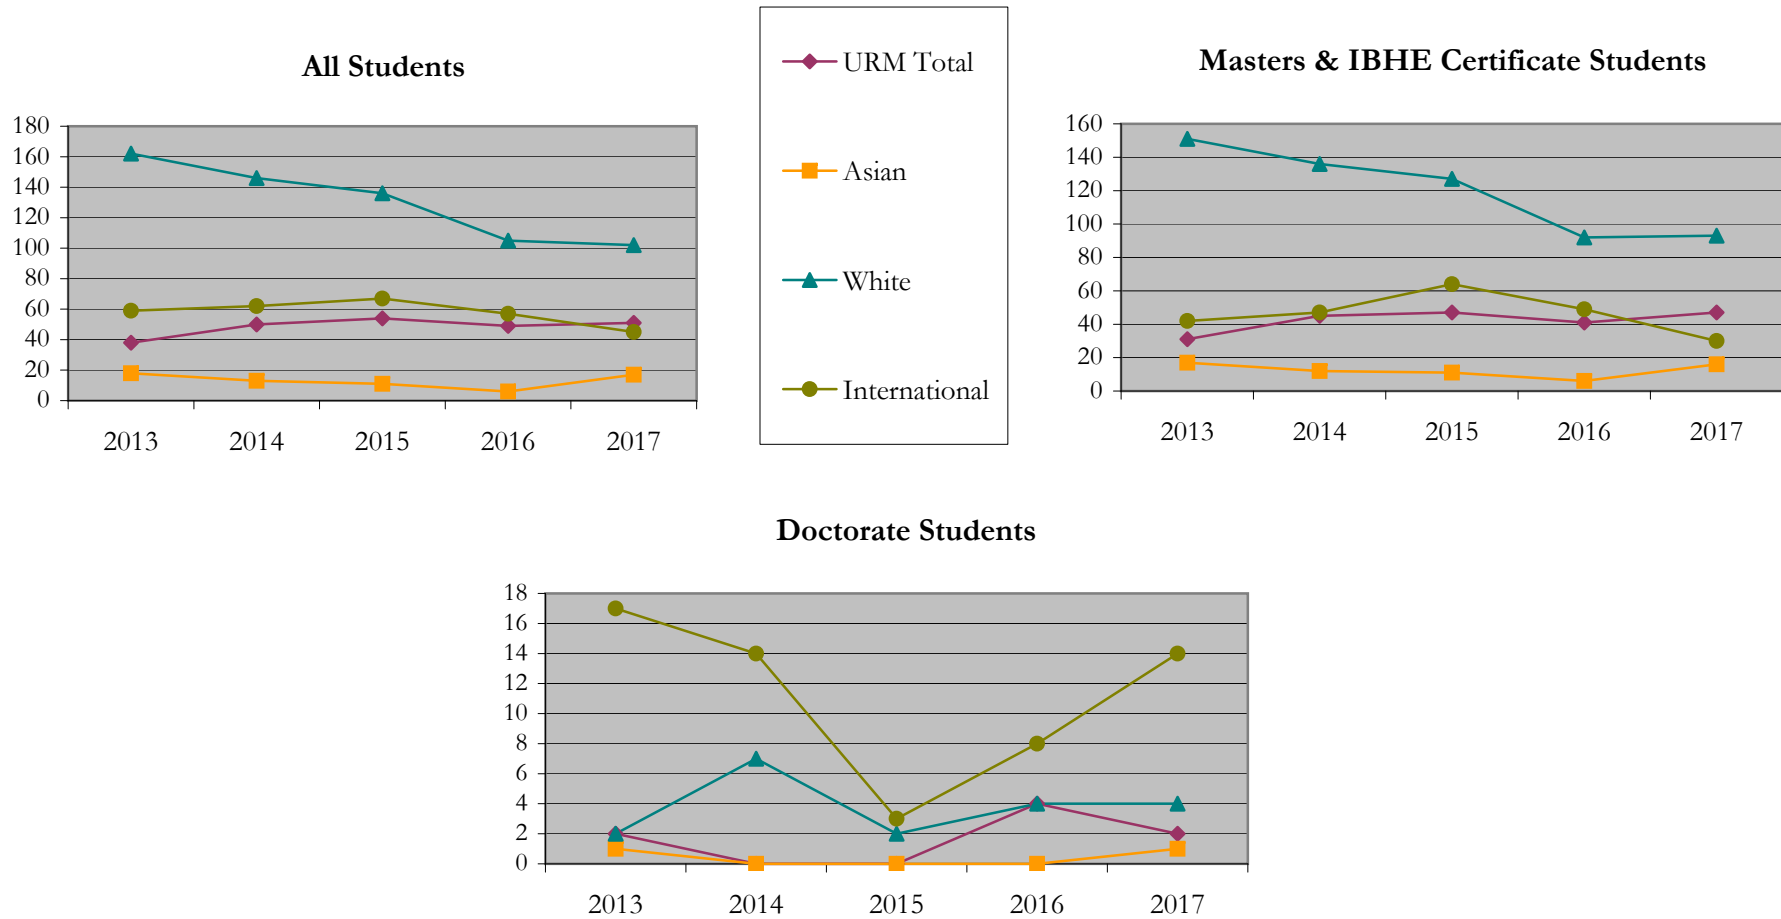 All Students
180
160
140
120
100
80
60
40
20
0
2013 2014 2015 2016 2017
URM Total
Asian
White
International
Masters & IBHE Certificate Students
160
140
120
100
80
60
40
20
0
2013 2014 2015 2016 2017
Doctorate Students
18
16
14
12
10
8
6
4
2
0
2013 2014 2015 2016 2017